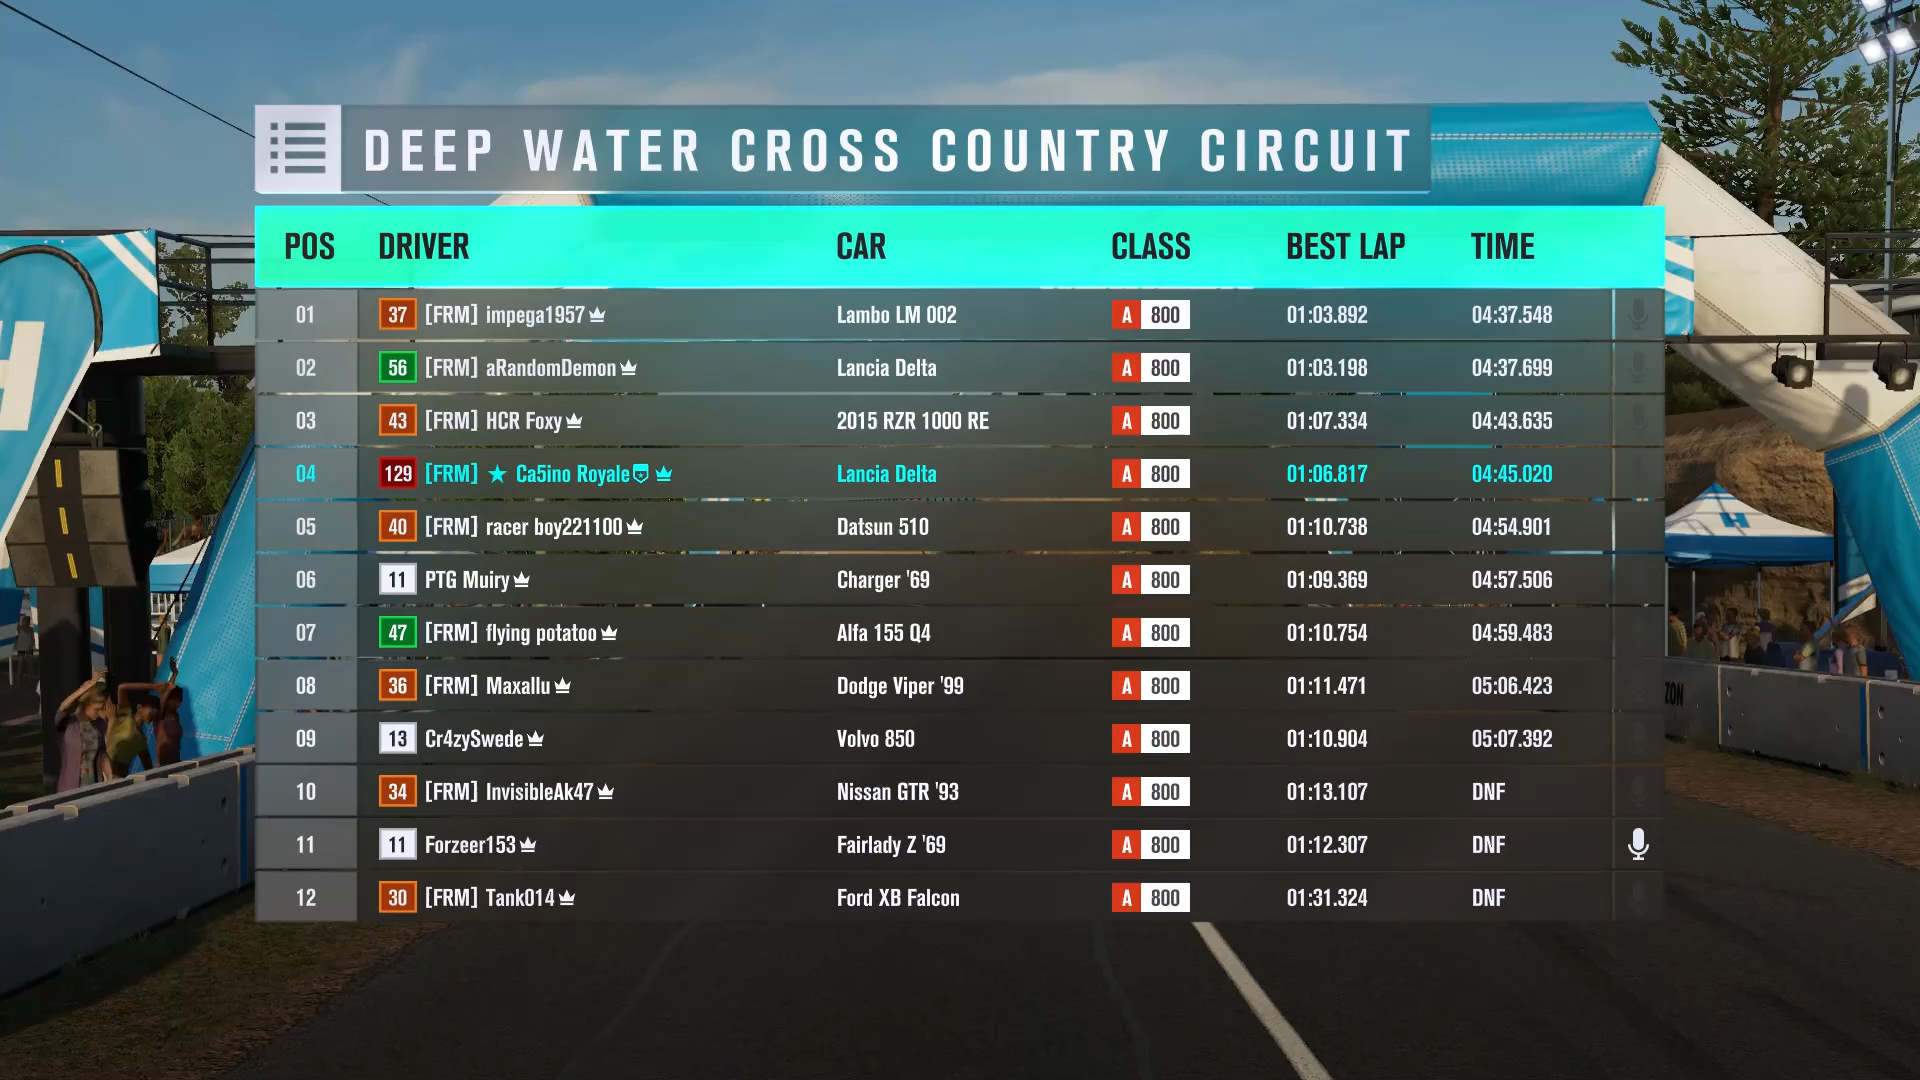 DEEP WATER CROSS COUNTRY CIRCUIT
POS DRIVER CAR CLASS BEST LAP TIME
01 37 [FRM] impega1957 Lambo LM 002 A 800 01:03.892 04:37.548
02 56 [FRM] aRandomDemon Lancia Delta A 800 01:03.198 04:37.699
03 43 [FRM] HCR Foxy 2015 RZR 1000 RE A 800 01:07.334 04:43.635
04 129 [FRM] ★ Ca5ino Royale Lancia Delta A 800 01:06.817 04:45.020
05 40 [FRM] racer boy221100 Datsun 510 A 800 01:10.738 04:54.901
06 11 PTG Muiry Charger '69 A 800 01:09.369 04:57.506
07 47 [FRM] flying potatoo Alfa 155 Q4 A 800 01:10.754 04:59.483
08 36 [FRM] Maxallu Dodge Viper '99 A 800 01:11.471 05:06.423
09 13 Cr4zySwede Volvo 850 A 800 01:10.904 05:07.392
10 34 [FRM] InvisibleAk47 Nissan GTR '93 A 800 01:13.107 DNF
11 11 Forzeer153 Fairlady Z '69 A 800 01:12.307 DNF
12 30 [FRM] Tank014 Ford XB Falcon A 800 01:31.324 DNF
ZON